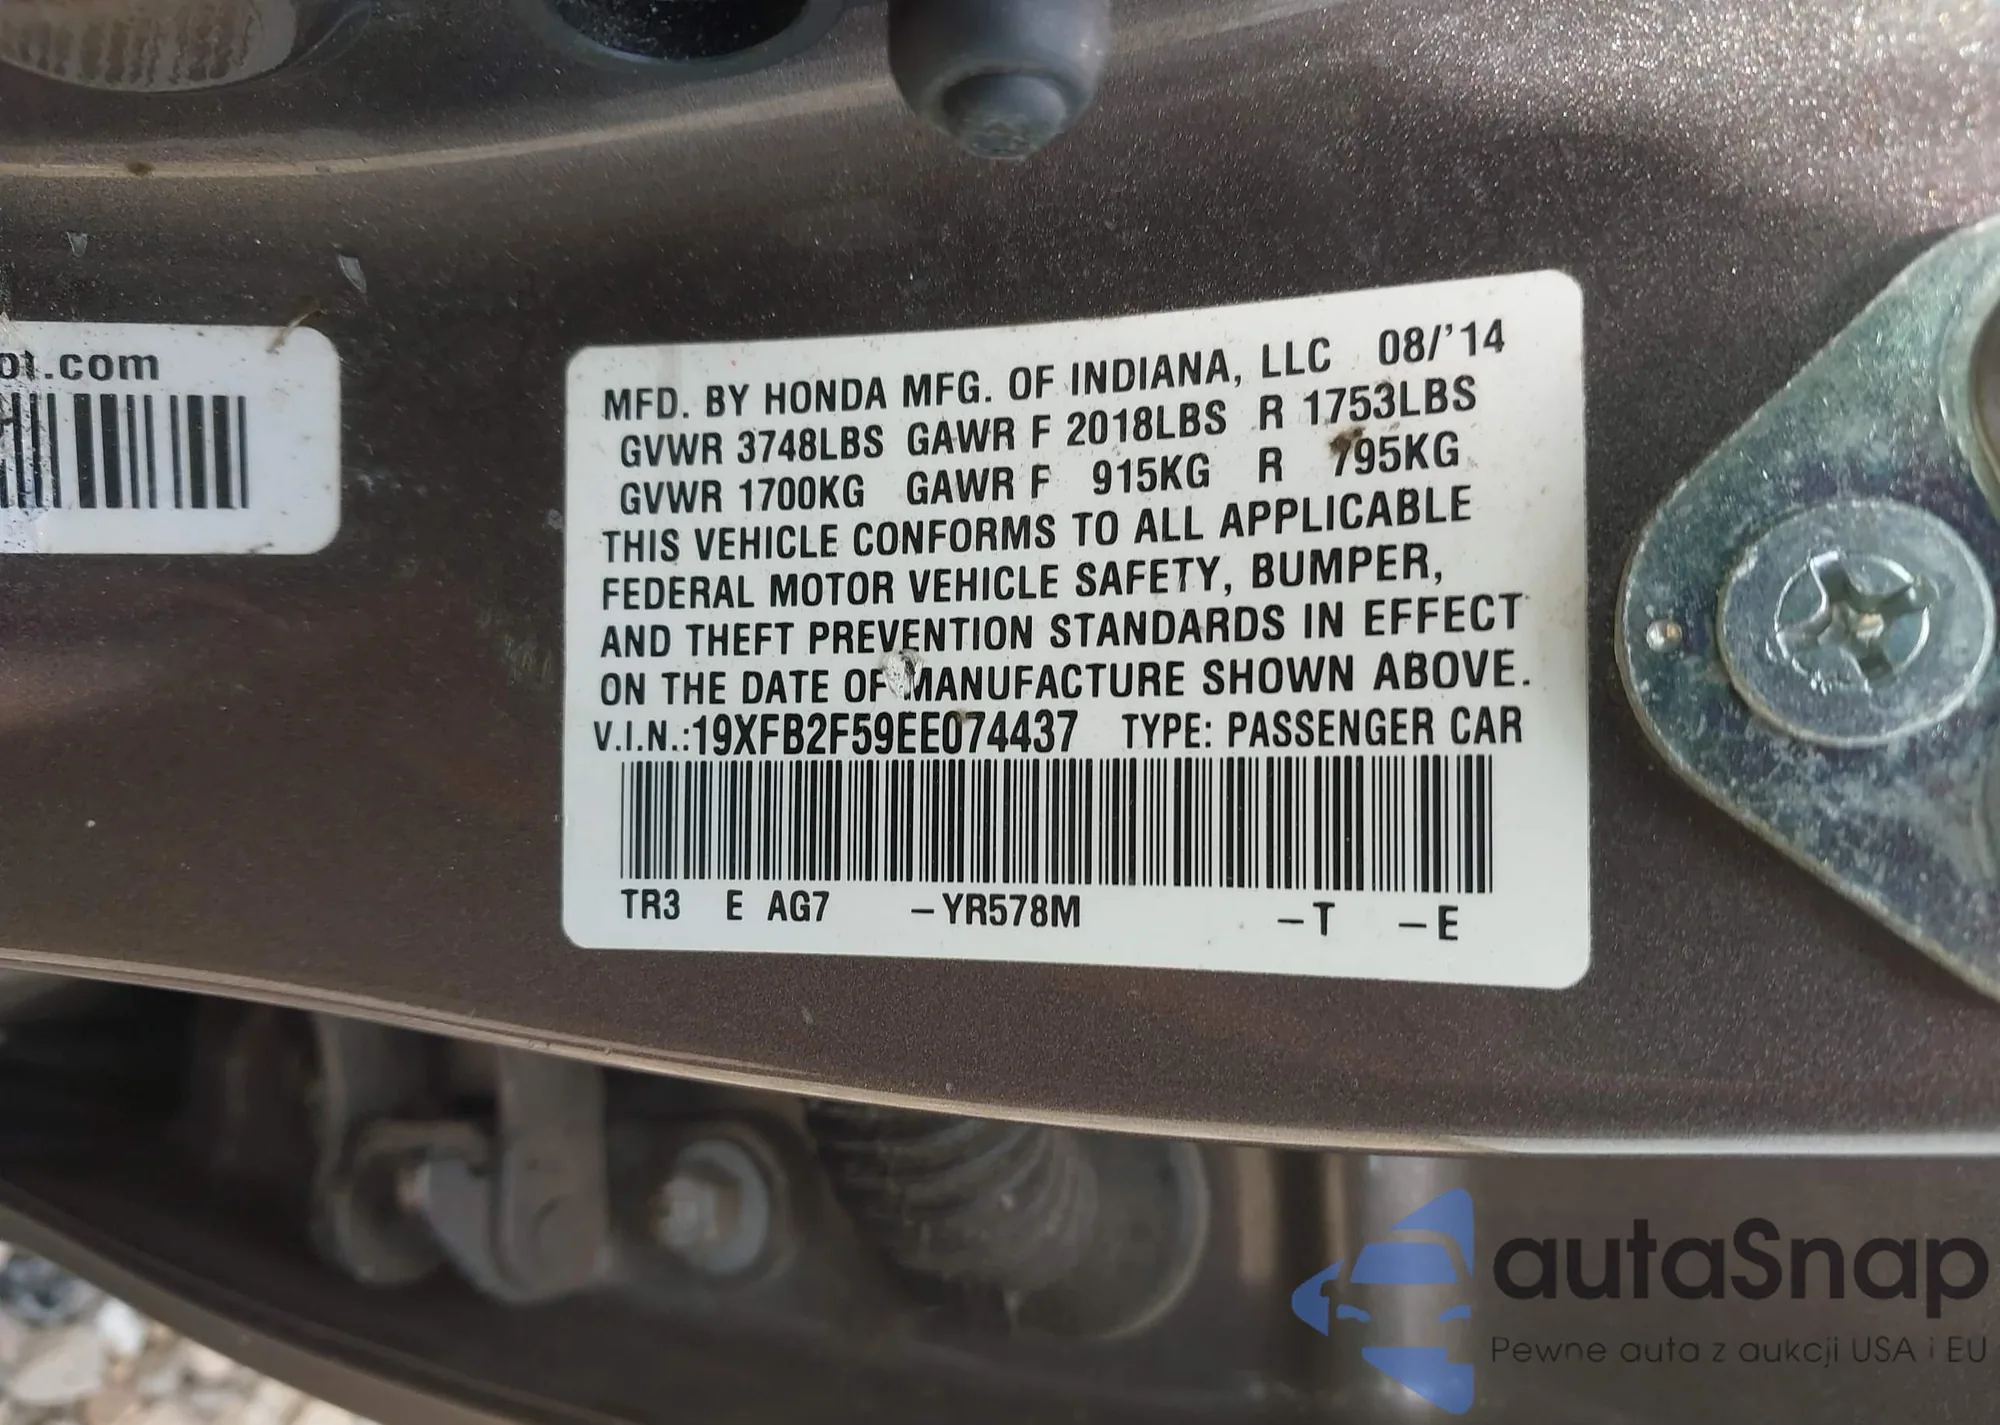 .com
MFD. BY HONDA MFG. OF INDIANA, LLC 08/'14
GVWR 3748LBS GAWR F 2018LBS R 1753LBS
GVWR 1700KG GAWR F 915KG R 795KG
THIS VEHICLE CONFORMS TO ALL APPLICABLE
FEDERAL MOTOR VEHICLE SAFETY, BUMPER,
AND THEFT PREVENTION STANDARDS IN EFFECT
ON THE DATE OF MANUFACTURE SHOWN ABOVE.
V.I.N.:19XFB2F59EE074437 TYPE: PASSENGER CAR
TR3 E AG7 –YR578M –T –E
autaSnap
Pewne auta z aukcji USA i EU